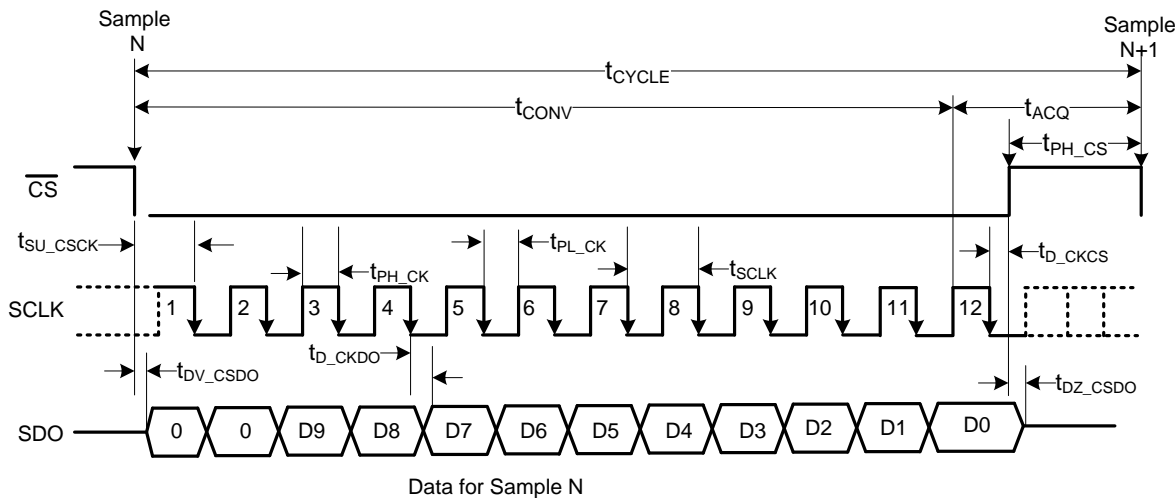 Sample
N
Sample
N+1
tCYCLE
tCONV
tACQ
tPH_CS
CS
tSU_CSCK
tPH_CK
tPL_CK
tSCLK
tD_CKCS
SCLK
1 2 3 4 5 6 7 8 9 10 11 12
tD_CKDO
tDV_CSDO
tDZ_CSDO
SDO
0 0 D9 D8 D7 D6 D5 D4 D3 D2 D1 D0
Data for Sample N